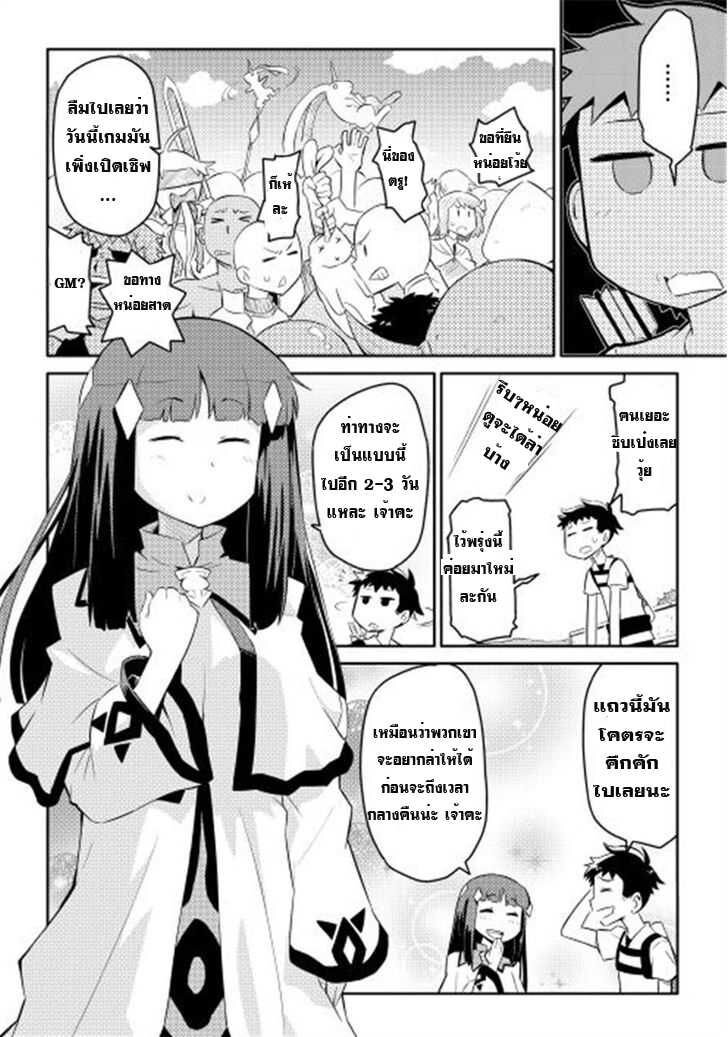 .......
ขอที่ยืน
หน่อยโว้ย
นี่ของ
ตรู!
ก็เห้
ละ
ลืมไปเลยว่า
วันนี้เกมมัน
เพิ่งเปิดเซิฟ
...
GM?
ขอทาง
หน่อยสาด
คนเยอะ
ชิบเป๋งเลย
วุ้ย
รีบๆหน่อย
ตูจะได้ล่า
บ้าง
ไว้พรุ่งนี้
ค่อยมาใหม่
ละกัน
ท่าทางจะ
เป็นแบบนี้
ไปอีก 2-3 วัน
แหละ เจ้าคะ
แถวนี้มัน
โคตรจะ
คึกคัก
ไปเลยนะ
เหมือนว่าพวกเขา
จะอยากล่าให้ได้
ก่อนจะถึงเวลา
กลางคืนน่ะ เจ้าคะ